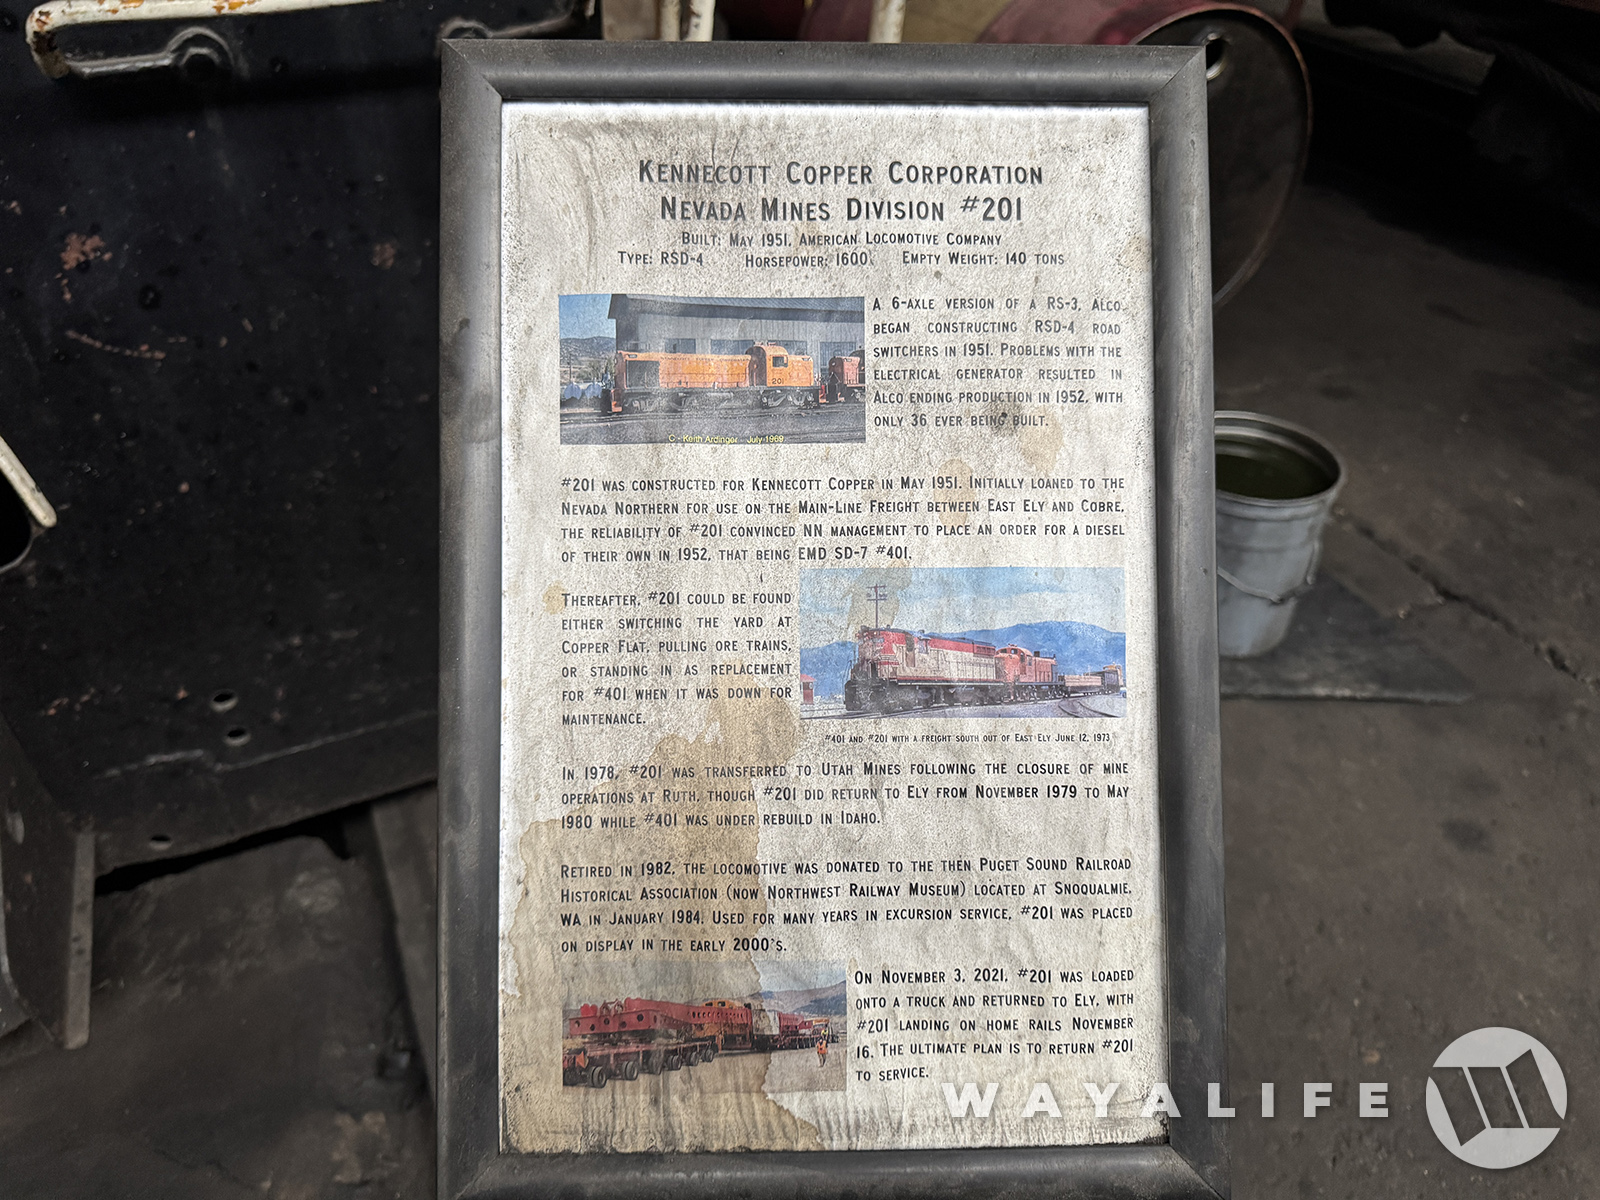 Kennecott Copper Corporation
Nevada Mines Division #201
Built: May 1951, American Locomotive Company
Type: RSD-4 Horsepower: 1600 Empty Weight: 140 tons
201
C - Keith Ardinger - July 1969
A 6-axle version of a RS-3, Alco
began constructing RSD-4 road
switchers in 1951. Problems with the
electrical generator resulted in
Alco ending production in 1952, with
only 36 ever being built.
#201 was constructed for Kennecott Copper in May 1951. Initially loaned to the
Nevada Northern for use on the Main-Line Freight between East Ely and Cobre,
the reliability of #201 convinced NN management to place an order for a diesel
of their own in 1952, that being EMD SD-7 #401.
Thereafter, #201 could be found
either switching the yard at
Copper Flat, pulling ore trains,
or standing in as replacement
for #401 when it was down for
maintenance.
#401 and #201 with a freight south out of East Ely June 12, 1973
In 1978, #201 was transferred to Utah Mines following the closure of mine
operations at Ruth, though #201 did return to Ely from November 1979 to May
1980 while #401 was under rebuild in Idaho.
Retired in 1982, the locomotive was donated to the then Puget Sound Railroad
Historical Association (now Northwest Railway Museum) located at Snoqualmie,
WA in January 1984. Used for many years in excursion service, #201 was placed
on display in the early 2000's.
On November 3, 2021, #201 was loaded
onto a truck and returned to Ely, with
#201 landing on home rails November
16. The ultimate plan is to return #201
to service.
WAYALIFE